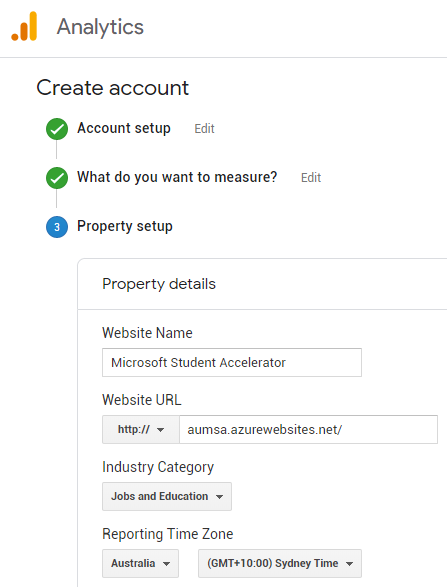 Analytics
Create account
Account setup Edit
What do you want to measure? Edit
3 Property setup
Property details
Website Name
Microsoft Student Accelerator
Website URL
http:// aumsa.azurewebsites.net/
Industry Category
Jobs and Education
Reporting Time Zone
Australia (GMT+10:00) Sydney Time